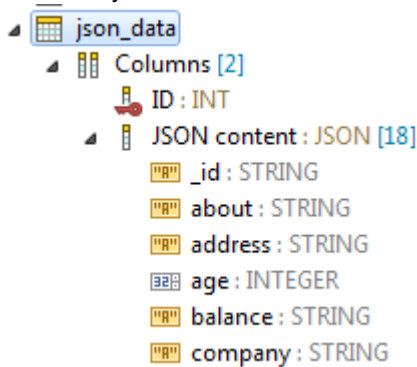 json_data
Columns [2]
ID : INT
JSON content : JSON [18]
"A" _id : STRING
"A" about : STRING
"A" address : STRING
32 age : INTEGER
"A" balance : STRING
"A" company : STRING